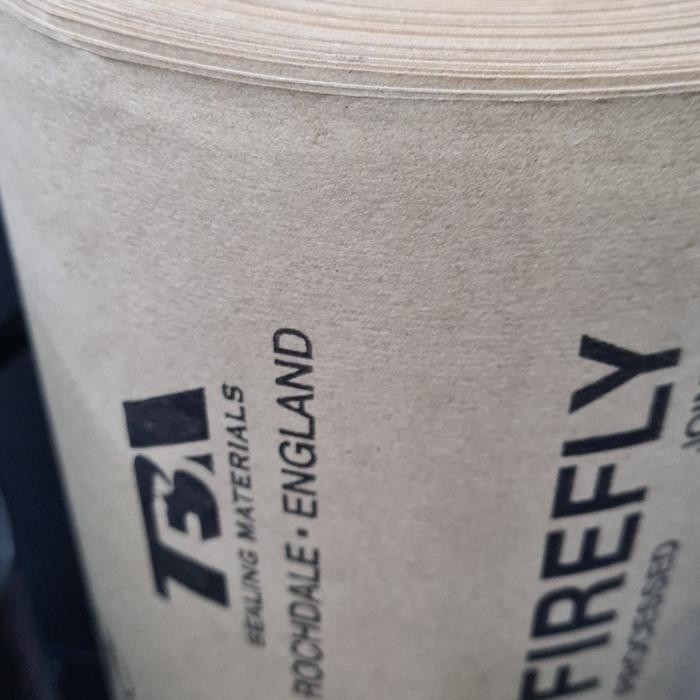 TBA
SEALING MATERIALS
ROCHDALE • ENGLAND
FIREFLY
PROCESSED